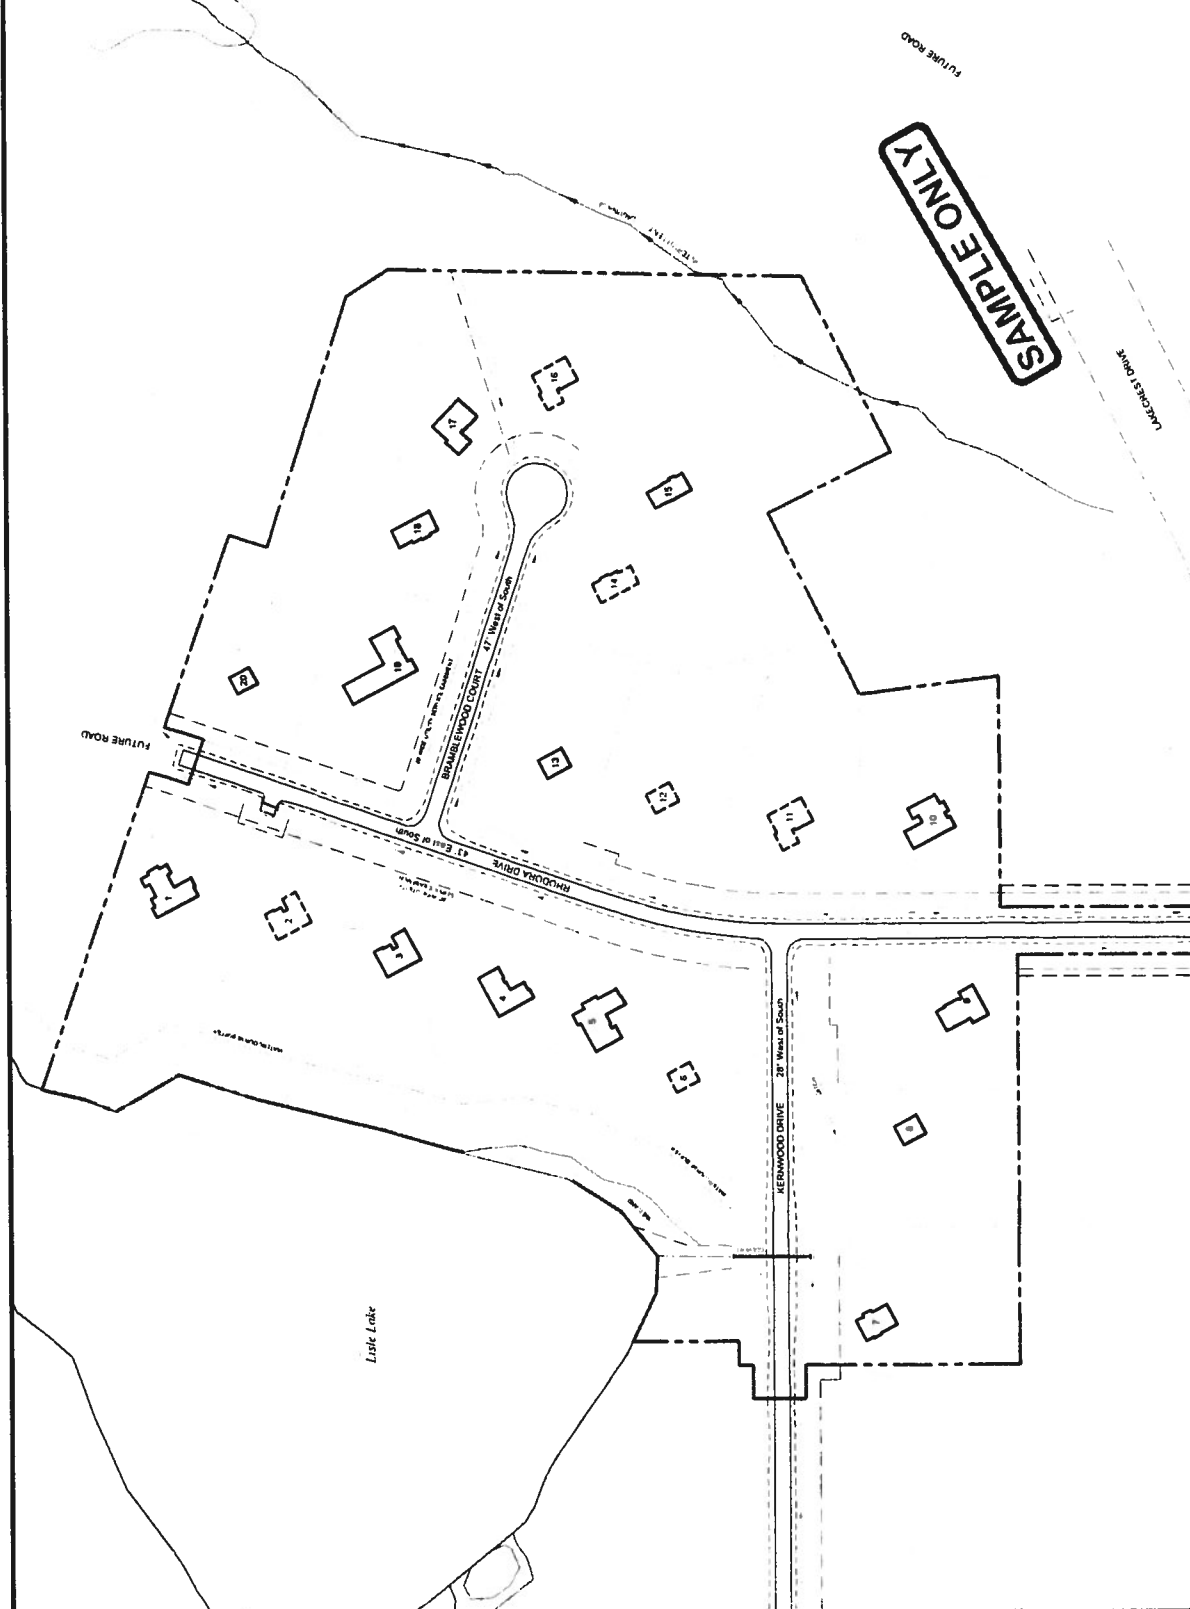 FUTURE ROAD
SAMPLE ONLY
LAKECREST DRIVE
16
17
18
15
14
19
20
47° West of South
BRAMBLEWOOD COURT
FUTURE ROAD
13
12
11
10
43° East of South
RHODORA DRIVE
1
2
3
4
5
6
28° West of South
KERNWOOD DRIVE
9
8
7
Lisle Lake